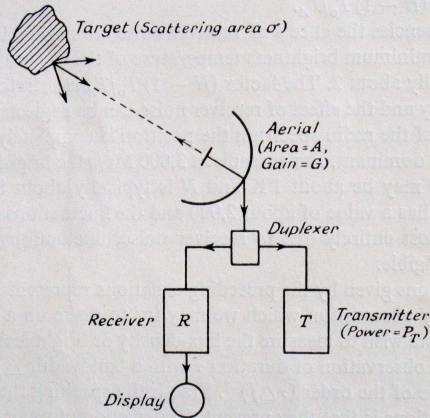 Target (Scattering area σ)
Aerial
(Area = A,
Gain = G)
Duplexer
Receiver
R
T
Transmitter
(Power = P_T)
Display